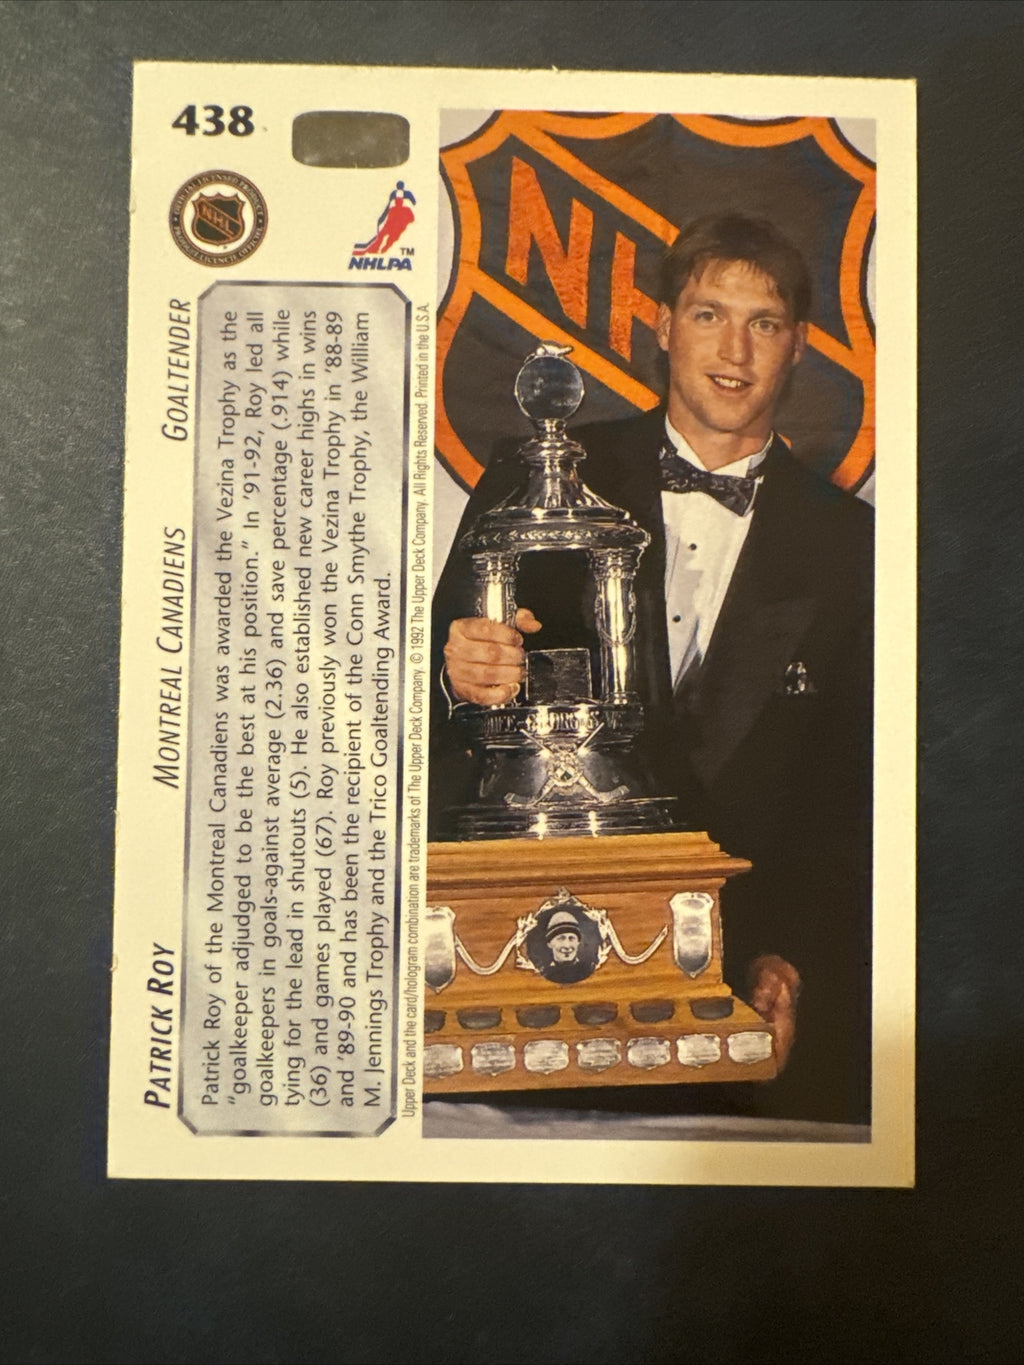 438
NHL
TM
NHLPA
PATRICK ROY MONTREAL CANADIENS GOALTENDER
Patrick Roy of the Montreal Canadiens was awarded the Vezina Trophy as the
“goalkeeper adjudged to be the best at his position.” In '91-92, Roy led all
goalkeepers in goals-against average (2.36) and save percentage (.914) while
tying for the lead in shutouts (5). He also established new career highs in wins
(36) and games played (67). Roy previously won the Vezina Trophy in '88-89
and '89-90 and has been the recipient of the Conn Smythe Trophy, the William
M. Jennings Trophy and the Trico Goaltending Award.
Upper Deck and the card/hologram combination are trademarks of The Upper Deck Company. © 1992 The Upper Deck Company. All Rights Reserved. Printed in the U.S.A.
NH